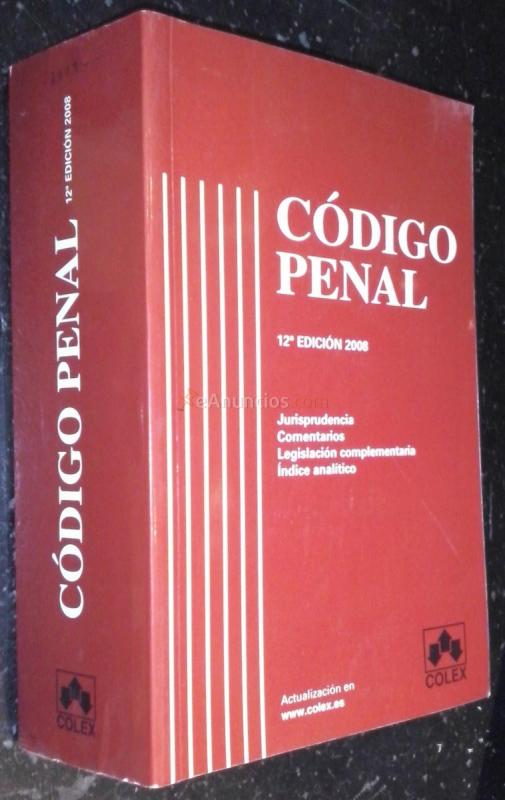 CÓDIGO PENAL 12ª EDICIÓN 2008
COLEX
CÓDIGO
PENAL
12ª EDICIÓN 2008
eAnuncios.com
Jurisprudencia
Comentarios
Legislación complementaria
Índice analítico
COLEX
Actualización en
www.colex.es